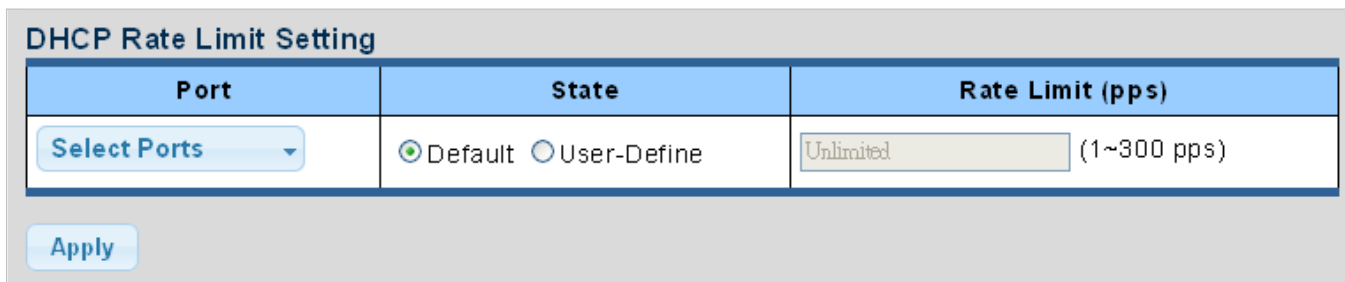 DHCP Rate Limit Setting
Port State Rate Limit (pps)
Select Ports Default User-Define Unlimited (1~300 pps)
Apply